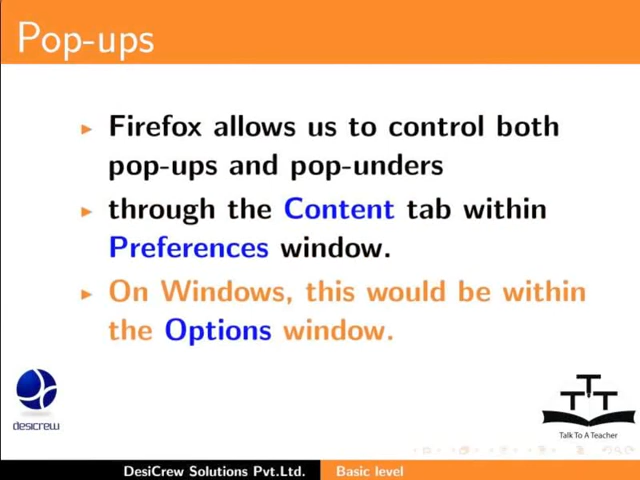 Pop-ups
Firefox allows us to control both
pop-ups and pop-unders
through the Content tab within
Preferences window.
On Windows, this would be within
the Options window.
desicrew
TTT
Talk To A Teacher
DesiCrew Solutions Pvt.Ltd. Basic level